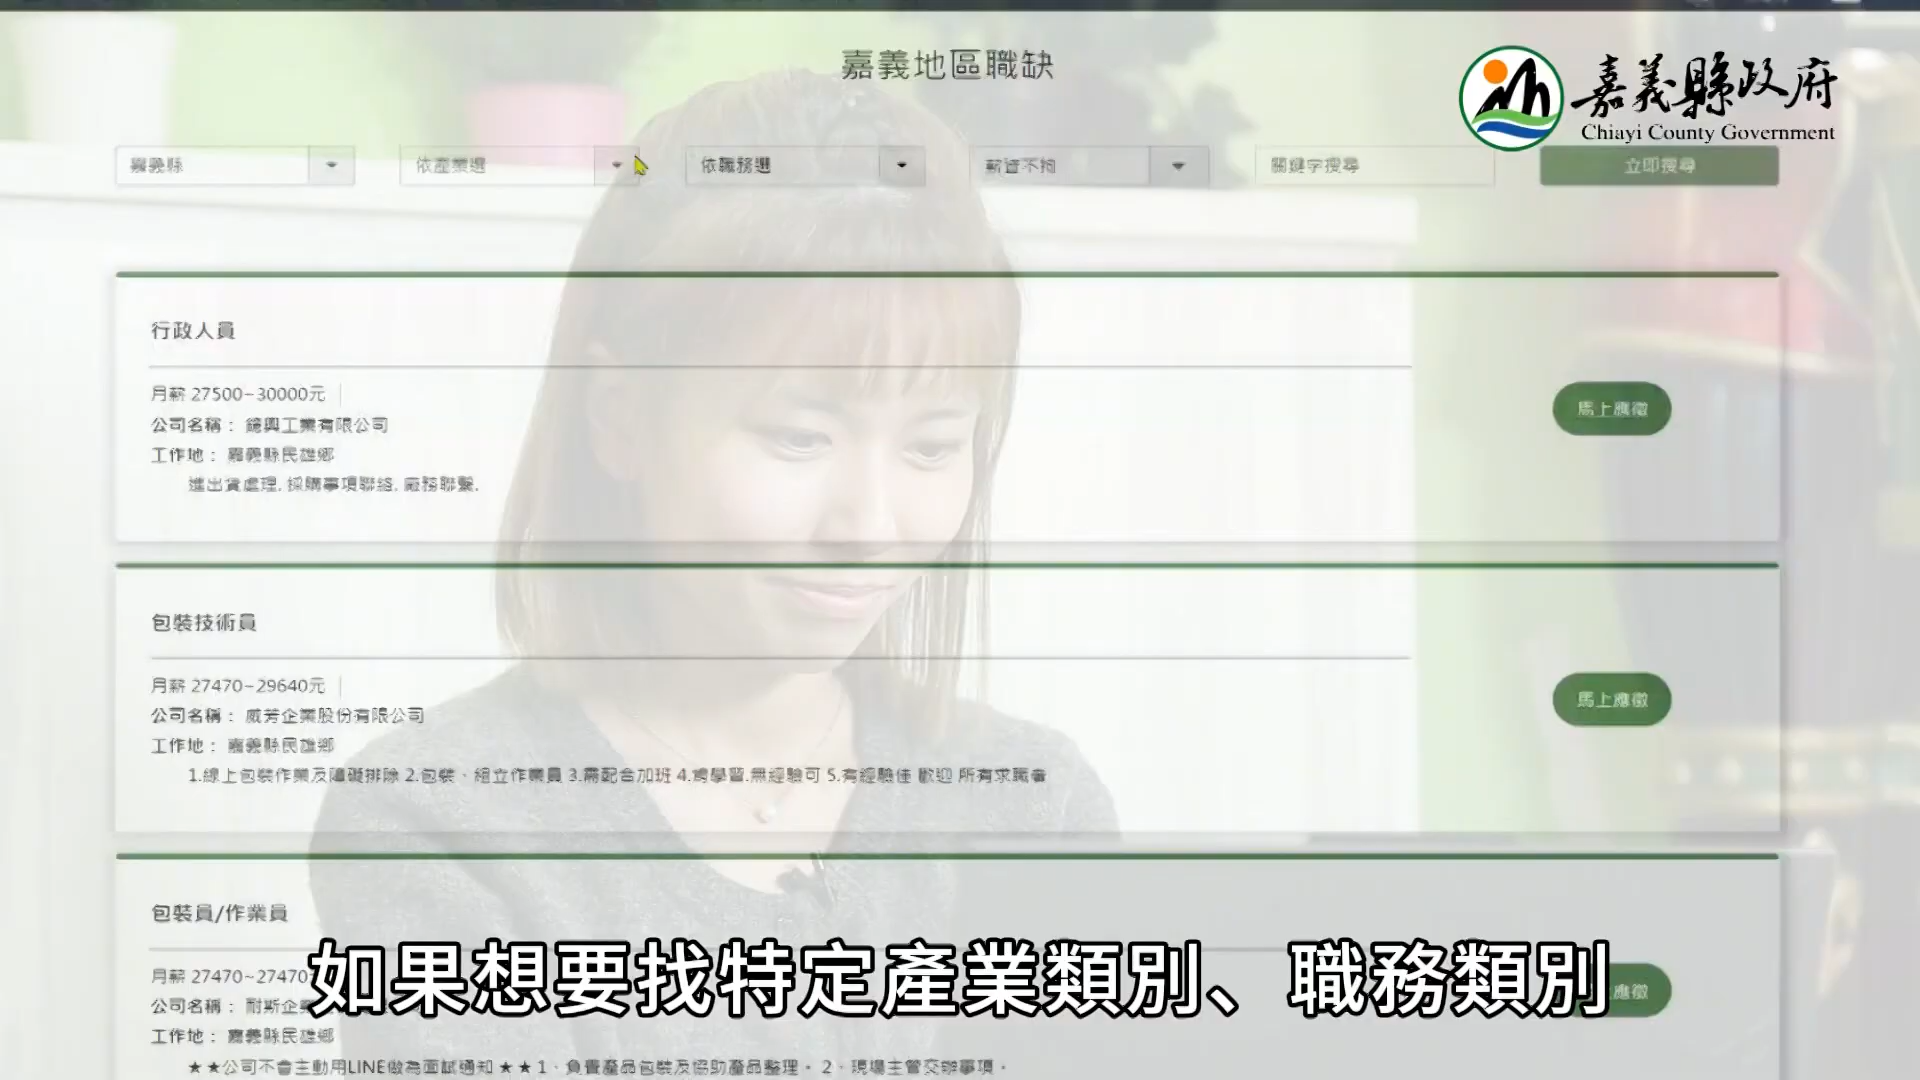 嘉義地區職缺
嘉義縣政府
Chiayi County Government
嘉義縣
依產業選
依職務選
薪資不拘
關鍵字搜尋
立即搜尋
行政人員
月薪 27500~30000元
公司名稱： 鐿興工業有限公司
工作地： 嘉義縣民雄鄉
進出貨處理, 採購事項聯絡, 廠務聯繫,
馬上應徵
包裝技術員
月薪 27470~29640元
公司名稱： 威芳企業股份有限公司
工作地： 嘉義縣民雄鄉
1.線上包裝作業及障礙排除 2.包裝、組立作業員 3.需配合加班 4.肯學習.無經驗可 5.有經驗佳 歡迎 所有求職者
馬上應徵
包裝員/作業員
月薪 27470~27470
公司名稱： 耐斯企
工作地： 嘉義縣民雄鄉
★★公司不會主動用LINE做為面試通知★★1、負責產品包裝及協助產品整理。 2、現場主管交辦事項。
應徵
如果想要找特定產業類別、職務類別